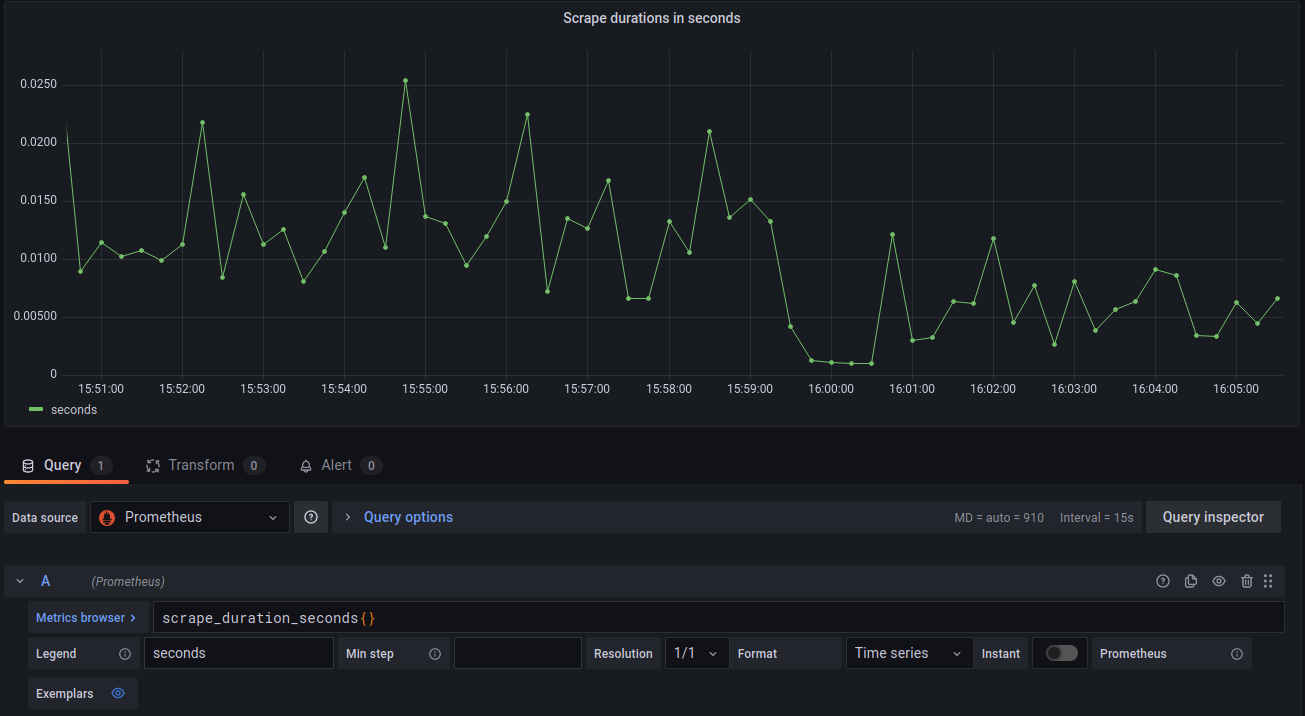 Scrape durations in seconds
0.0250
0.0200
0.0150
0.0100
0.00500
0
15:51:00 15:52:00 15:53:00 15:54:00 15:55:00 15:56:00 15:57:00 15:58:00 15:59:00 16:00:00 16:01:00 16:02:00 16:03:00 16:04:00 16:05:00
seconds
Query 1 Transform 0 Alert 0
Data source Prometheus Query options MD = auto = 910 Interval = 15s Query inspector
A (Prometheus)
Metrics browser > scrape_duration_seconds{}
Legend seconds Min step Resolution 1/1 Format Time series Instant Prometheus
Exemplars